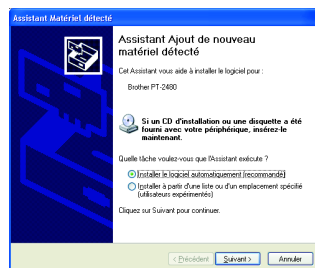 Assistant Matériel détecté
Assistant Ajout de nouveau
matériel détecté
Cet Assistant vous aide à installer le logiciel pour :
Brother PT-2480
Si un CD d'installation ou une disquette a été
fourni avec votre périphérique, insérez-le
maintenant.
Quelle tâche voulez-vous que l'Assistant exécute ?
Installer le logiciel automatiquement (recommandé)
Installer à partir d'une liste ou d'un emplacement spécifié
(utilisateurs expérimentés)
Cliquez sur Suivant pour continuer.
< Précédent Suivant > Annuler